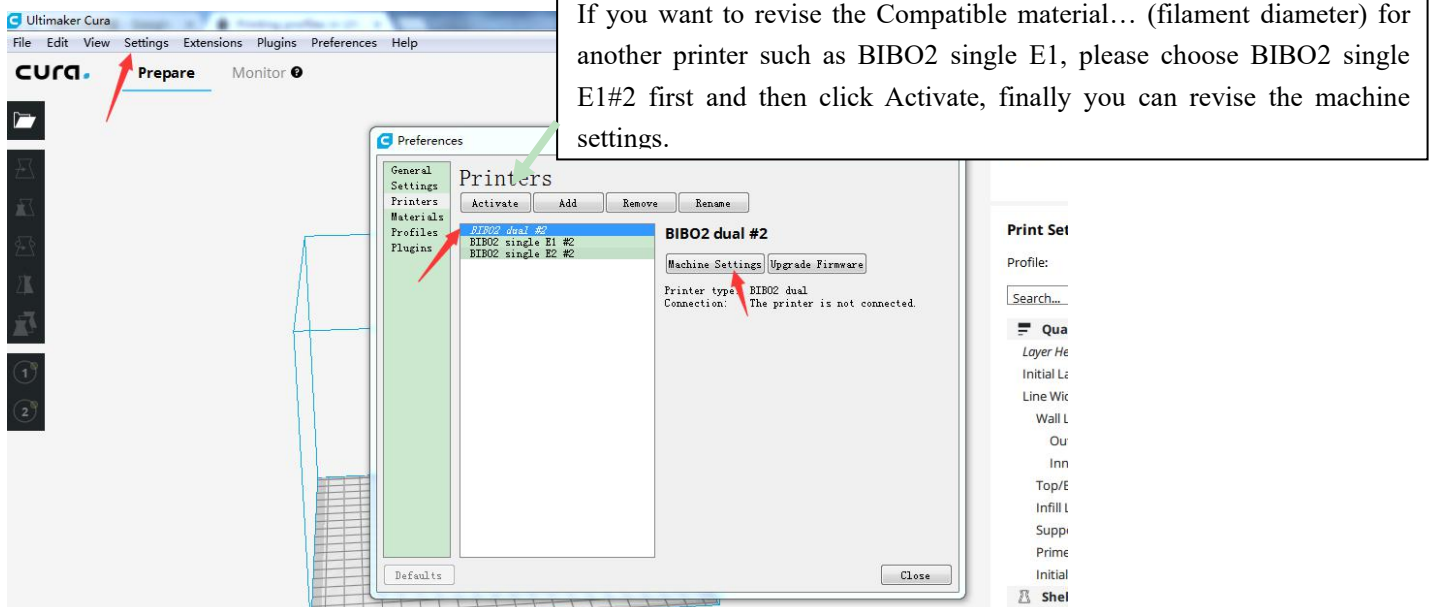 Ultimaker Cura
File Edit View Settings Extensions Plugins Preferences Help
cura. Prepare Monitor
If you want to revise the Compatible material… (filament diameter) for
another printer such as BIBO2 single E1, please choose BIBO2 single
E1#2 first and then click Activate, finally you can revise the machine
settings.
Preferences
General
Settings
Printers
Materials
Profiles
Plugins
Printers
Activate Add Remove Rename
BIBO2 dual #2
BIBO2 single E1 #2
BIBO2 single E2 #2
BIBO2 dual #2
Machine Settings Upgrade Firmware
Printer type: BIBO2 dual
Connection: The printer is not connected.
Defaults
Close
1
2
Print Set
Profile:
Search...
Qua
Layer He
Initial La
Line Wid
Wall L
Ou
Inn
Top/B
Infill L
Suppo
Prime
Initial
Shel